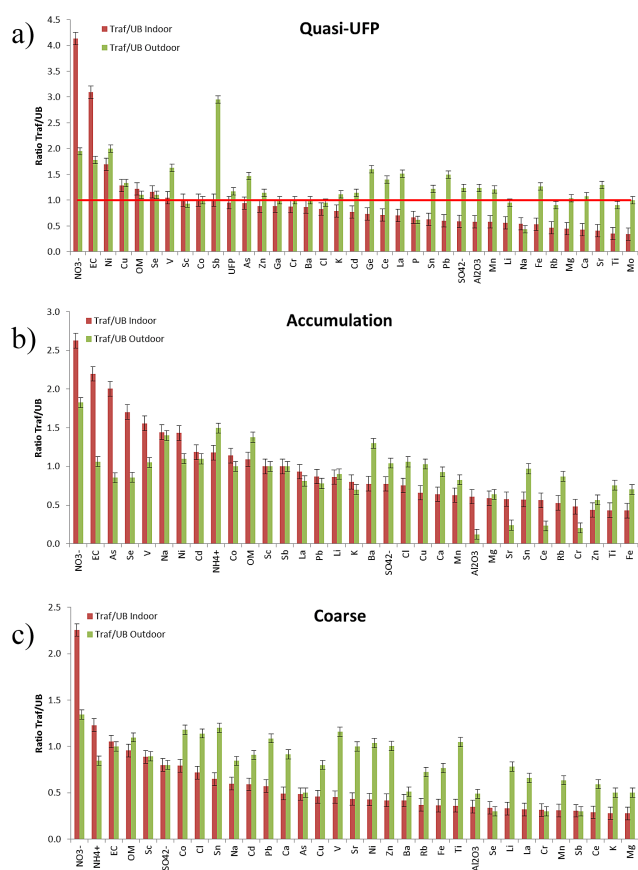 a)
Traf/UB Indoor
Traf/UB Outdoor
Quasi-UFP
Ratio Traf/UB
4.5
4.0
3.5
3.0
2.5
2.0
1.5
1.0
0.5
0.0
NO3- EC Ni Cu OM Se V Sc Co Sb UFP As Zn Ga Cr Ba Cl K Cd Ge Ce La P Sn Pb SO42- Al2O3 Mn Li Na Fe Rb Mg Ca Sr Ti Mo
b)
Traf/UB Indoor
Traf/UB Outdoor
Accumulation
Ratio Traf/UB
3.0
2.5
2.0
1.5
1.0
0.5
0.0
NO3- EC As Se V Na Ni Cd NH4+ Co OM Sc Sb La Pb Li K Ba SO42- Cl Cu Ca Mn Al2O3 Mg Sr Sn Ce Rb Cr Zn Ti Fe
c)
Traf/UB Indoor
Traf/UB Outdoor
Coarse
Ratio Traf/UB
2.5
2.0
1.5
1.0
0.5
0.0
NO3- NH4+ EC OM Sc SO42- Co Cl Sn Na Cd Pb Ca As Cu V Sr Ni Zn Ba Rb Fe Ti Al2O3 Se Li La Cr Mn Sb Ce K Mg